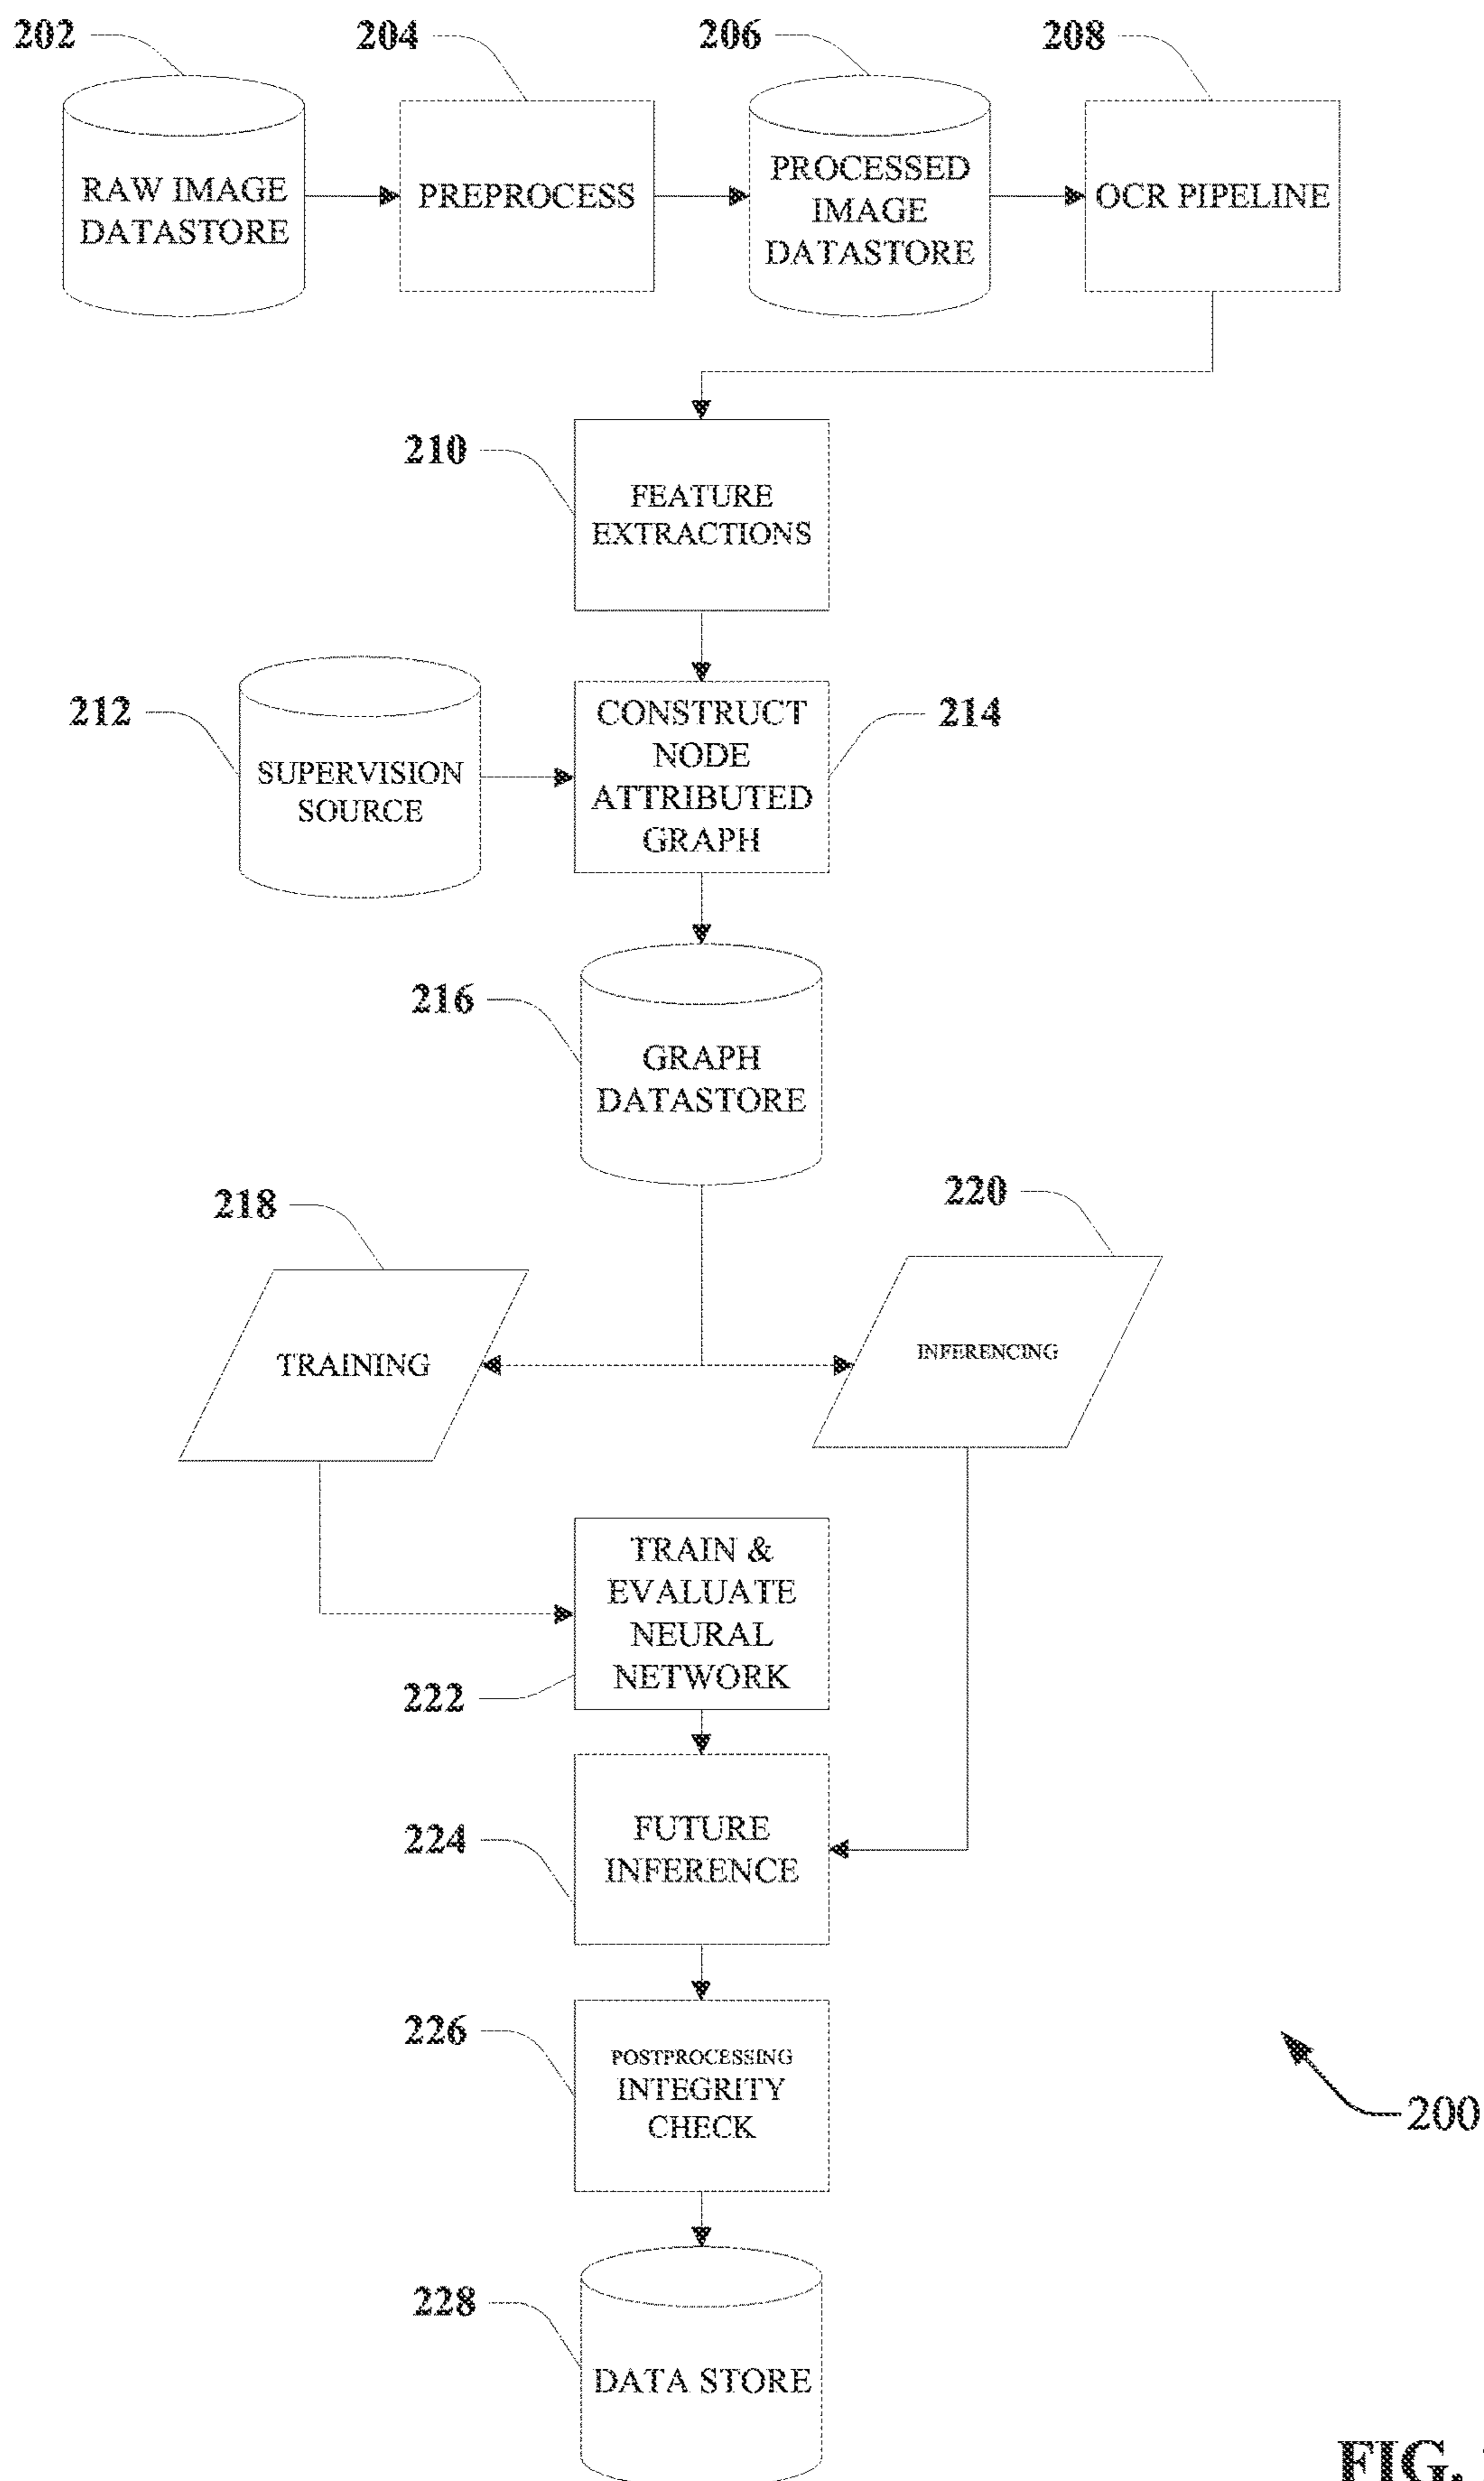 202
204
206
208
RAW IMAGE
DATASTORE
PREPROCESS
PROCESSED
IMAGE
DATASTORE
OCR PIPELINE
210
FEATURE
EXTRACTIONS
212
SUPERVISION
SOURCE
CONSTRUCT
NODE
ATTRIBUTED
GRAPH
214
216
GRAPH
DATASTORE
218
220
TRAINING
INFERENCING
TRAIN &
EVALUATE
NEURAL
NETWORK
222
224
FUTURE
INFERENCE
226
POSTPROCESSING
INTEGRITY
CHECK
200
228
DATA STORE
FIG.